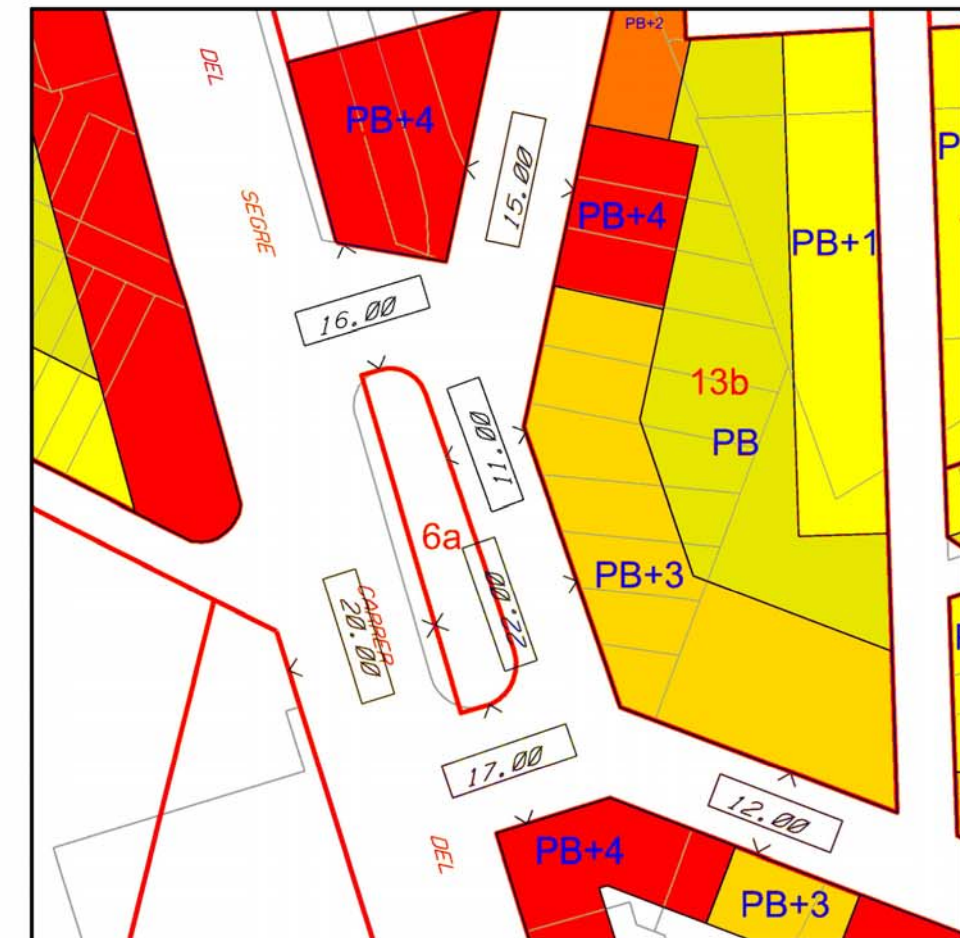 PB+2
DEL
PB+4
P
15.00
PB+4
SEGRE
PB+1
16.00
13b
11.00
PB
6a
PB+3
22.00
CARRER
20.00
17.00
12.00
DEL
PB+4
PB+3